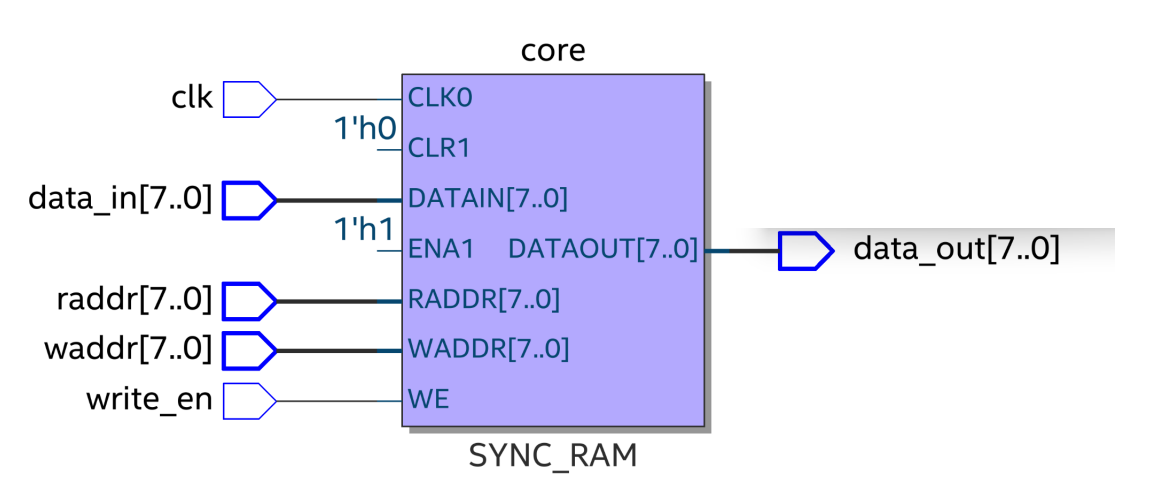 core
clk
CLK0
1'h0
CLR1
data_in[7..0]
DATAIN[7..0]
1'h1
ENA1
DATAOUT[7..0]
data_out[7..0]
raddr[7..0]
RADDR[7..0]
waddr[7..0]
WADDR[7..0]
write_en
WE
SYNC_RAM